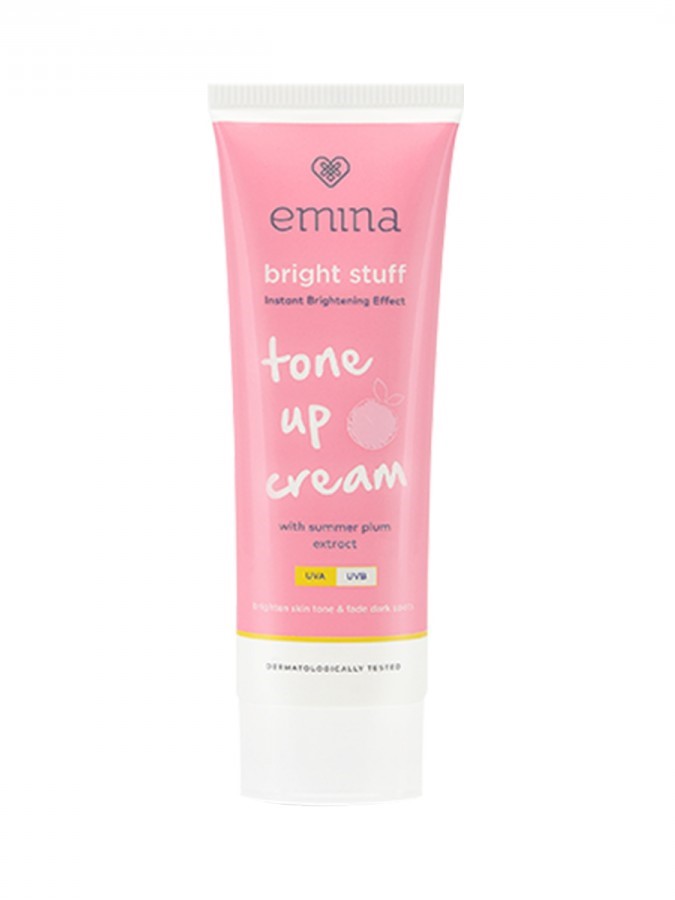 emina
bright stuff
Instant Brightening Effect
tone
up
cream
with summer plum
extract
UVA UVB
brighten skin tone & fade dark spots
DERMATOLOGICALLY TESTED